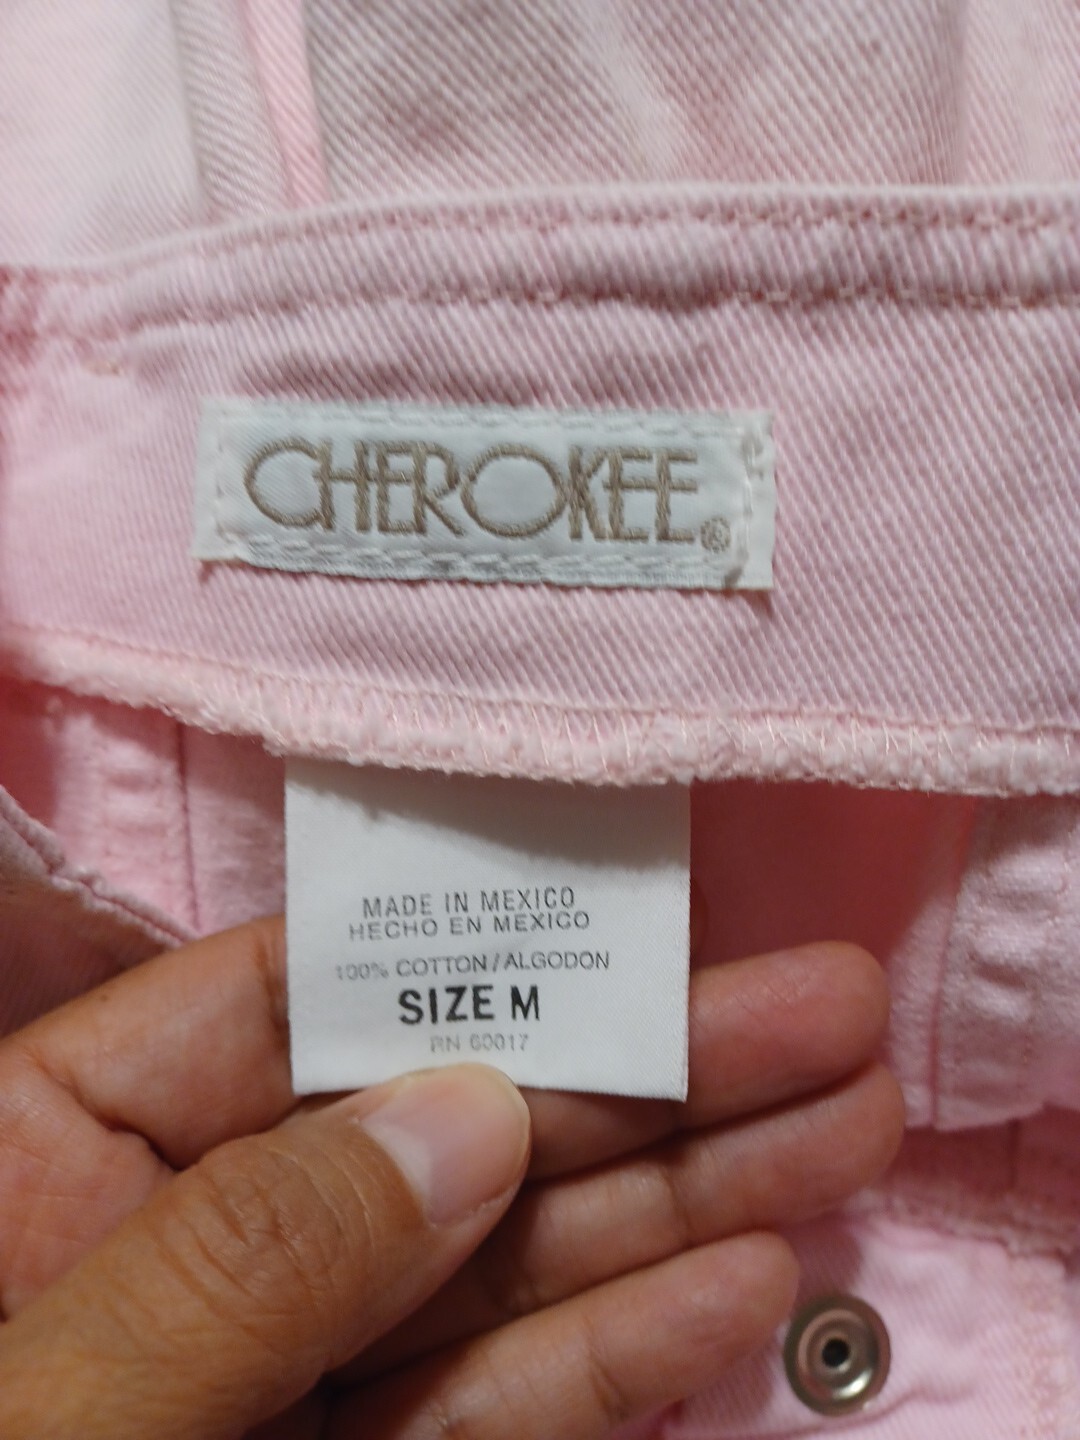 CHEROKEE®
MADE IN MEXICO
HECHO EN MEXICO
100% COTTON/ALGODON
SIZE M
RN 60017